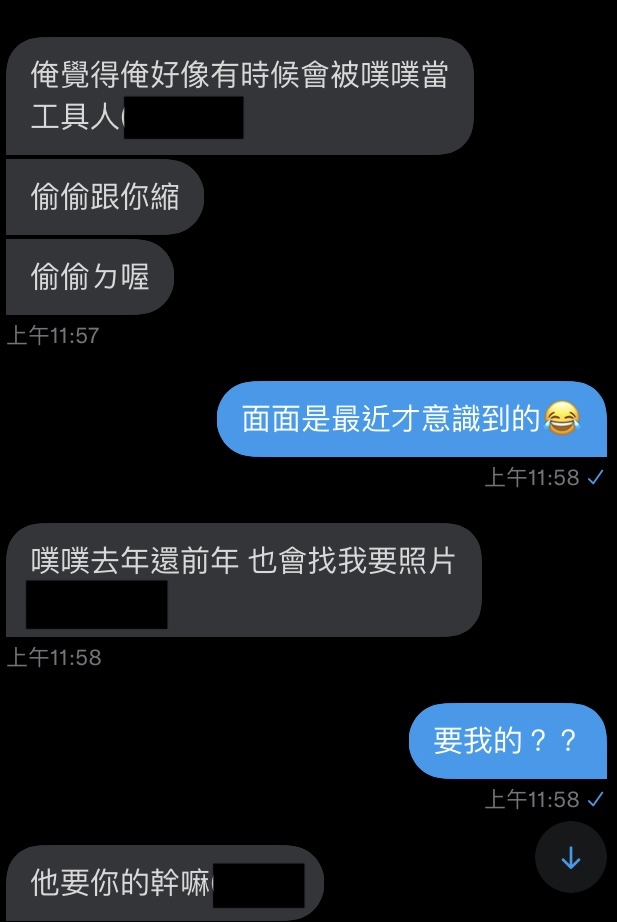 俺覺得俺好像有時候會被噗噗當
工具人(
偷偷跟你縮
偷偷ㄉ喔
上午11:57
面面是最近才意識到的😂
上午11:58 ✓
噗噗去年還前年 也會找我要照片
上午11:58
要我的？？
上午11:58 ✓
他要你的幹嘛(